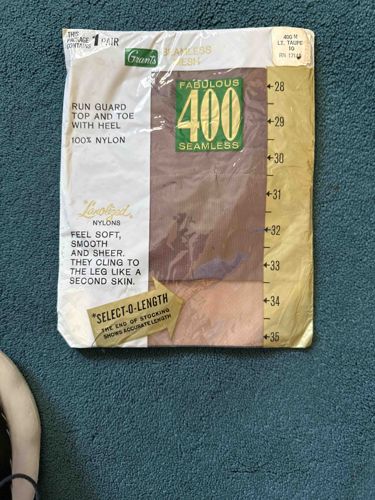 THIS
PACKAGE 1 PAIR
CONTAINS
Grants
SEAMLESS
MESH
400 M
LT. TAUPE
10
FABULOUS
400
SEAMLESS
RUN GUARD
TOP AND TOE
WITH HEEL
100% NYLON
"Lanolized"
NYLONS
FEEL SOFT,
SMOOTH
AND SHEER.
THEY CLING TO
THE LEG LIKE A
SECOND SKIN.
*SELECT-O-LENGTH
THE END OF STOCKING
SHOWS ACCURATE LENGTH
28
29
30
31
32
33
34
35